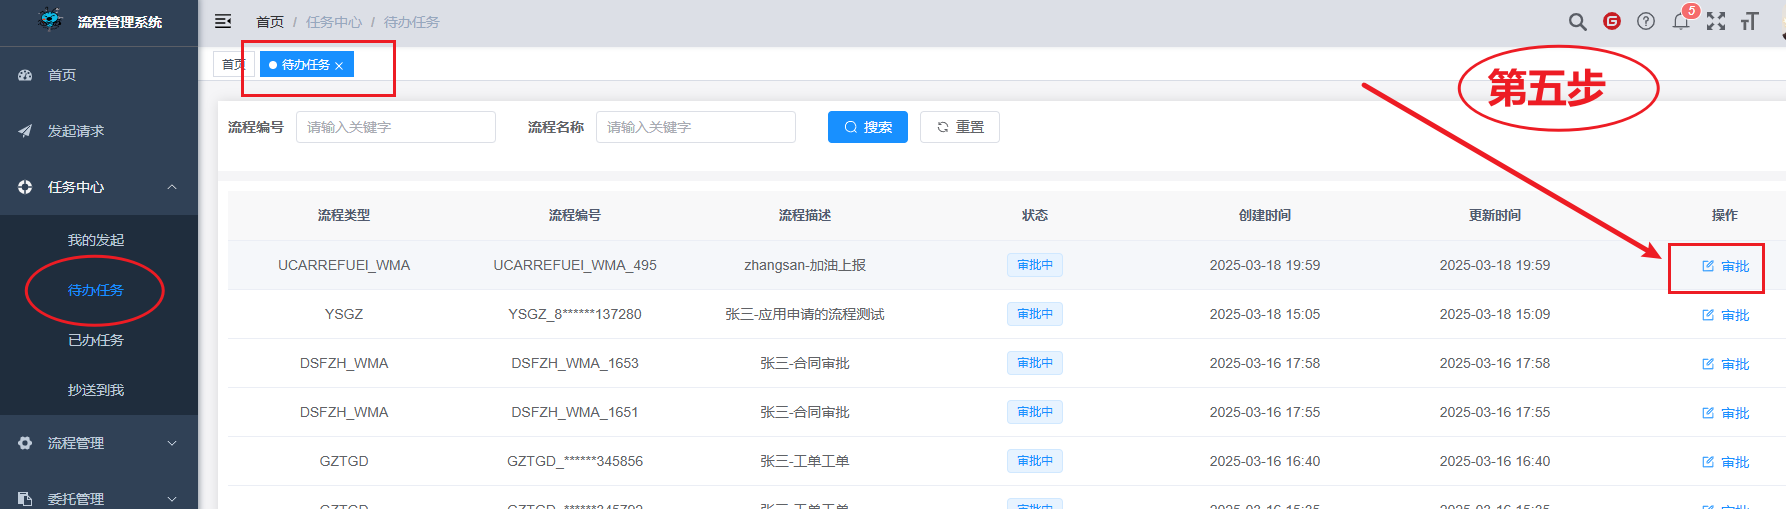 流程管理系统
首页 / 任务中心 / 待办任务
5
首页
待办任务 ×
第五步
首页
发起请求
任务中心
我的发起
待办任务
已办任务
抄送到我
流程管理
委托管理
流程编号 请输入关键字 流程名称 请输入关键字 搜索 重置
流程类型 流程编号 流程描述 状态 创建时间 更新时间 操作
UCARREFUEI_WMA UCARREFUEI_WMA_495 zhangsan-加油上报 审批中 2025-03-18 19:59 2025-03-18 19:59 审批
YSGZ YSGZ_8******137280 张三-应用申请的流程测试 审批中 2025-03-18 15:05 2025-03-18 15:09 审批
DSFZH_WMA DSFZH_WMA_1653 张三-合同审批 审批中 2025-03-16 17:58 2025-03-16 17:58 审批
DSFZH_WMA DSFZH_WMA_1651 张三-合同审批 审批中 2025-03-16 17:55 2025-03-16 17:55 审批
GZTGD GZTGD_******345856 张三-工单工单 审批中 2025-03-16 16:40 2025-03-16 16:40 审批